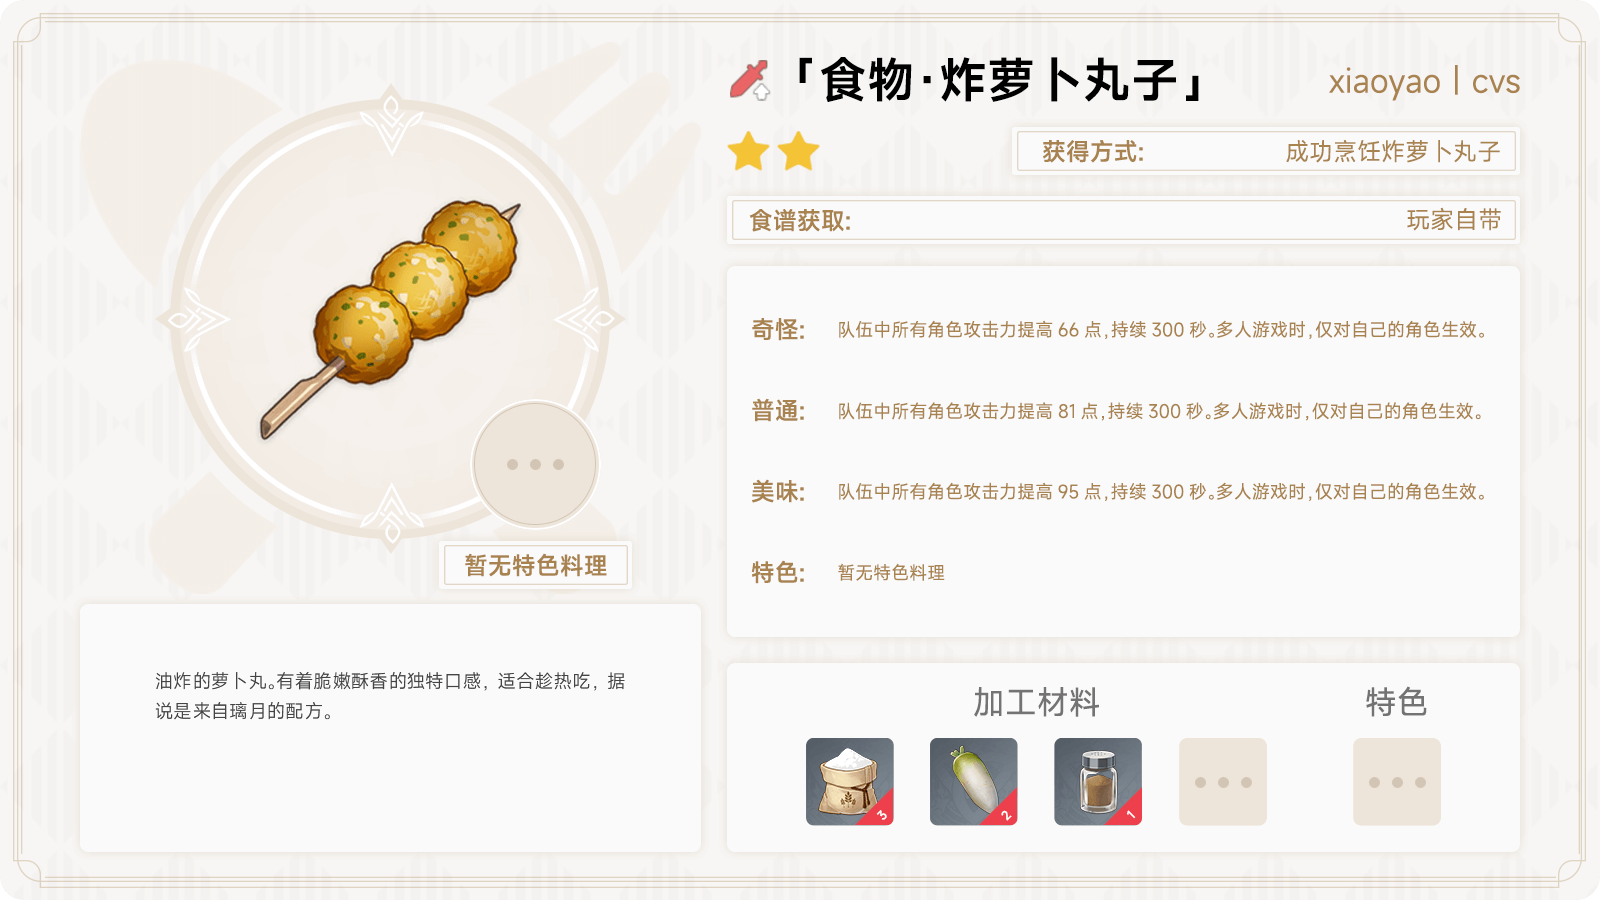 「食物·炸萝卜丸子」
xiaoyao | cvs
获得方式: 成功烹饪炸萝卜丸子
食谱获取: 玩家自带
奇怪: 队伍中所有角色攻击力提高 66 点,持续 300 秒。多人游戏时,仅对自己的角色生效。
普通: 队伍中所有角色攻击力提高 81 点,持续 300 秒。多人游戏时,仅对自己的角色生效。
美味: 队伍中所有角色攻击力提高 95 点,持续 300 秒。多人游戏时,仅对自己的角色生效。
特色: 暂无特色料理
暂无特色料理
油炸的萝卜丸。有着脆嫩酥香的独特口感，适合趁热吃，据
说是来自璃月的配方。
加工材料
特色
3
2
1